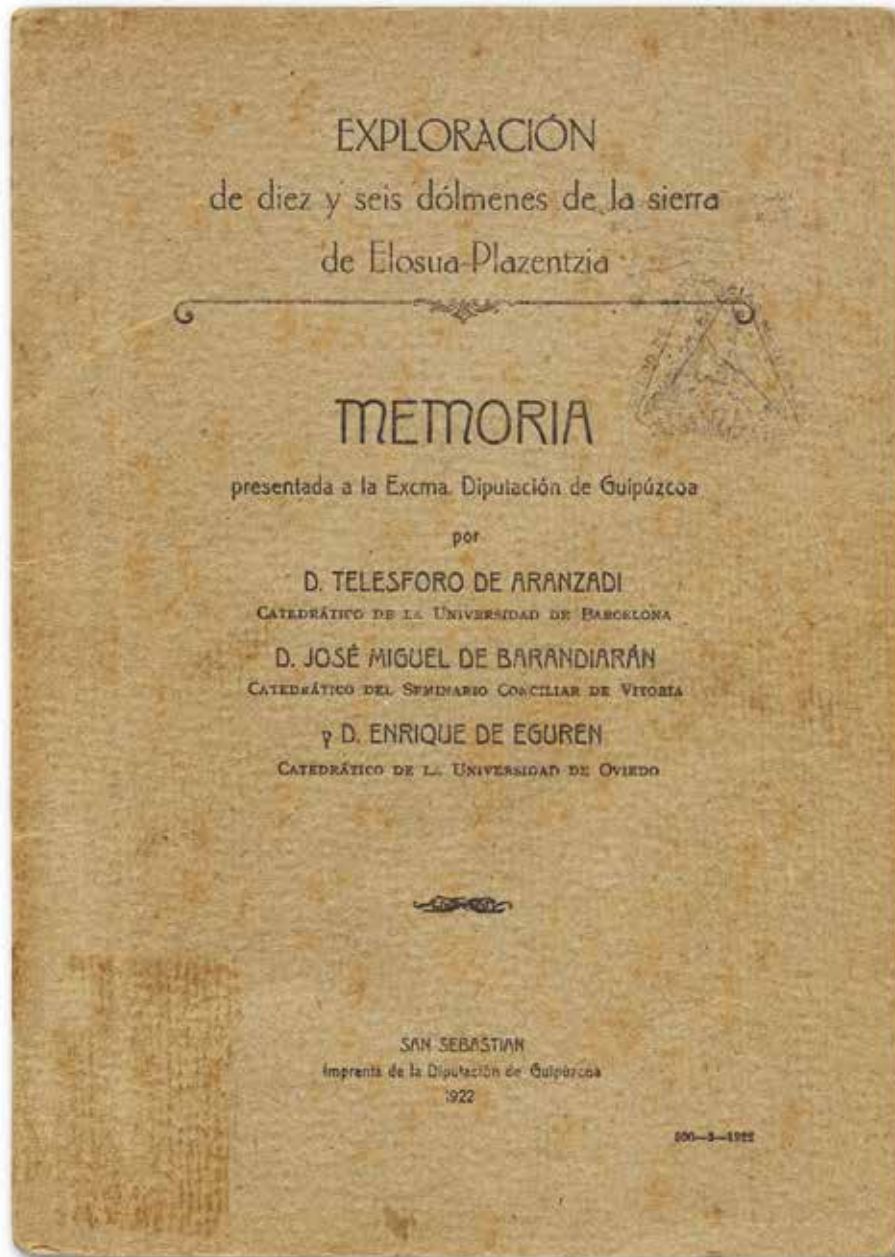 EXPLORACIÓN
de diez y seis dólmenes de la sierra
de Elosua-Plazentzia
MEMORIA
presentada a la Excma. Diputación de Guipúzcoa
por
D. TELESFORO DE ARANZADI
CATEDRÁTICO DE LA UNIVERSIDAD DE BARCELONA
D. JOSÉ MIGUEL DE BARANDIARÁN
CATEDRÁTICO DEL SEMINARIO CONCILIAR DE VITORIA
y D. ENRIQUE DE EGUREN
CATEDRÁTICO DE LA UNIVERSIDAD DE OVIEDO
SAN SEBASTIAN
Imprenta de la Diputación de Guipúzcoa
1922